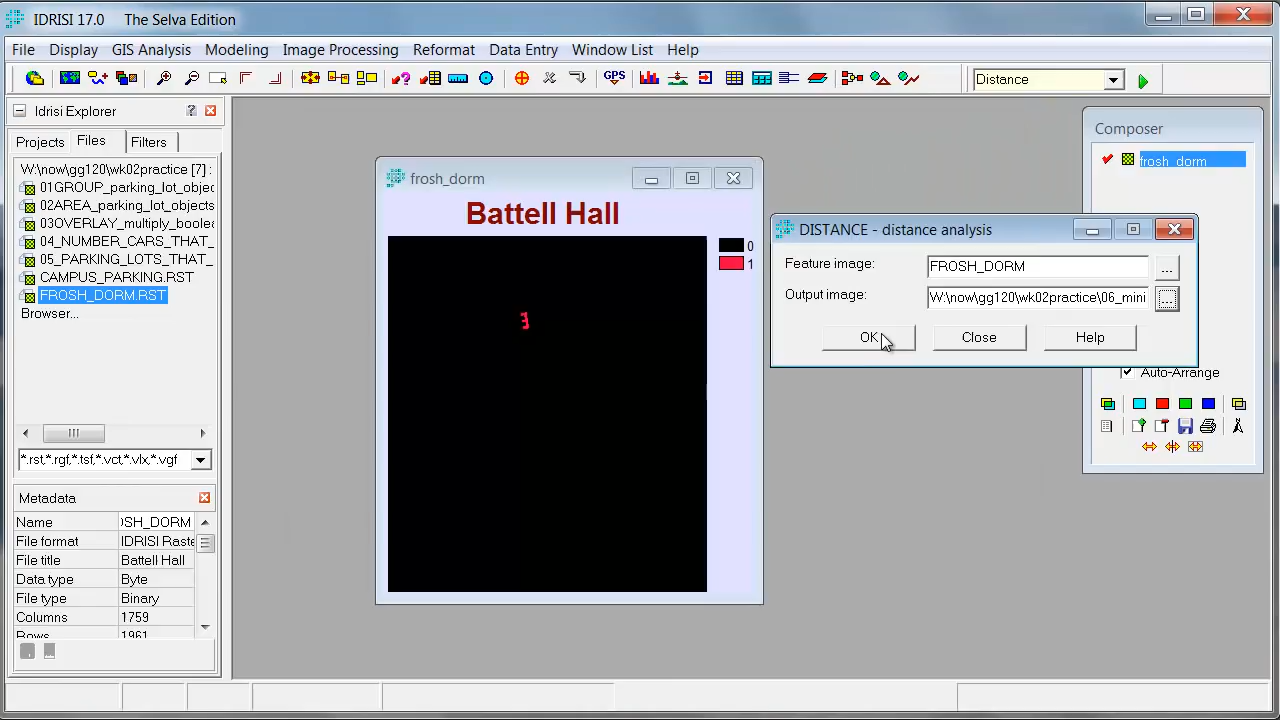 IDRISI 17.0 The Selva Edition
File Display GIS Analysis Modeling Image Processing Reformat Data Entry Window List Help
GPS Distance
Idrisi Explorer ?
Projects Files Filters
W:\now\gg120\wk02practice [7] :
01GROUP_parking_lot_objec
02AREA_parking_lot_objects
03OVERLAY_multiply_boolea
04_NUMBER_CARS_THAT_
05_PARKING_LOTS_THAT_
CAMPUS_PARKING.RST
FROSH_DORM.RST
Browser...
*.rst,*.rgf,*.tsf,*.vct,*.vlx,*.vgf
Metadata
Name OSH_DORM
File format IDRISI Raste
File title Battell Hall
Data type Byte
File type Binary
Columns 1759
Rows 1961
frosh_dorm
Battell Hall
0
1
DISTANCE - distance analysis
Feature image: FROSH_DORM ...
Output image: W:\now\gg120\wk02practice\06_mini ...
OK Close Help
Composer
frosh_dorm
Auto-Arrange